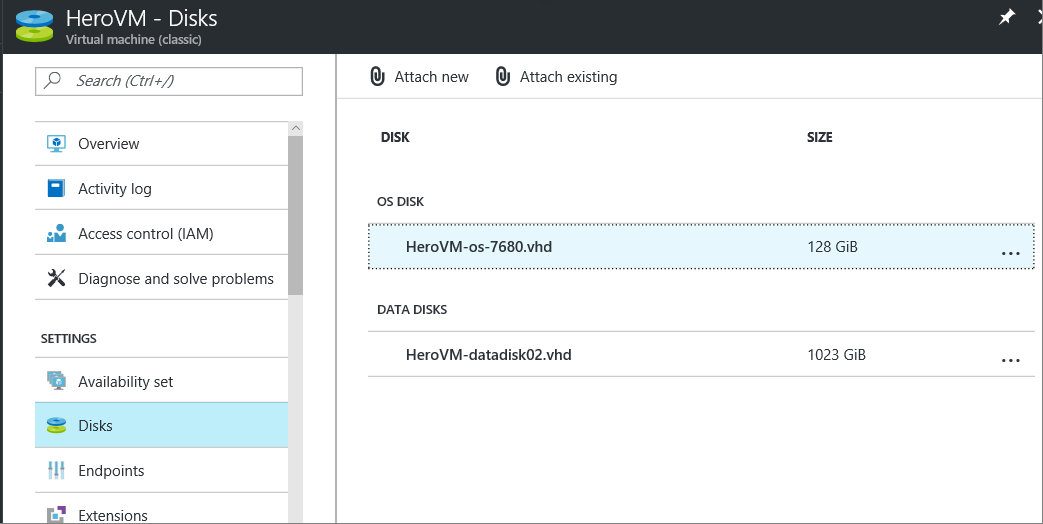 HeroVM - Disks
Virtual machine (classic)
Search (Ctrl+/)
Overview
Activity log
Access control (IAM)
Diagnose and solve problems
SETTINGS
Availability set
Disks
Endpoints
Extensions
Attach new Attach existing
DISK SIZE
OS DISK
HeroVM-os-7680.vhd 128 GiB ...
DATA DISKS
HeroVM-datadisk02.vhd 1023 GiB ...